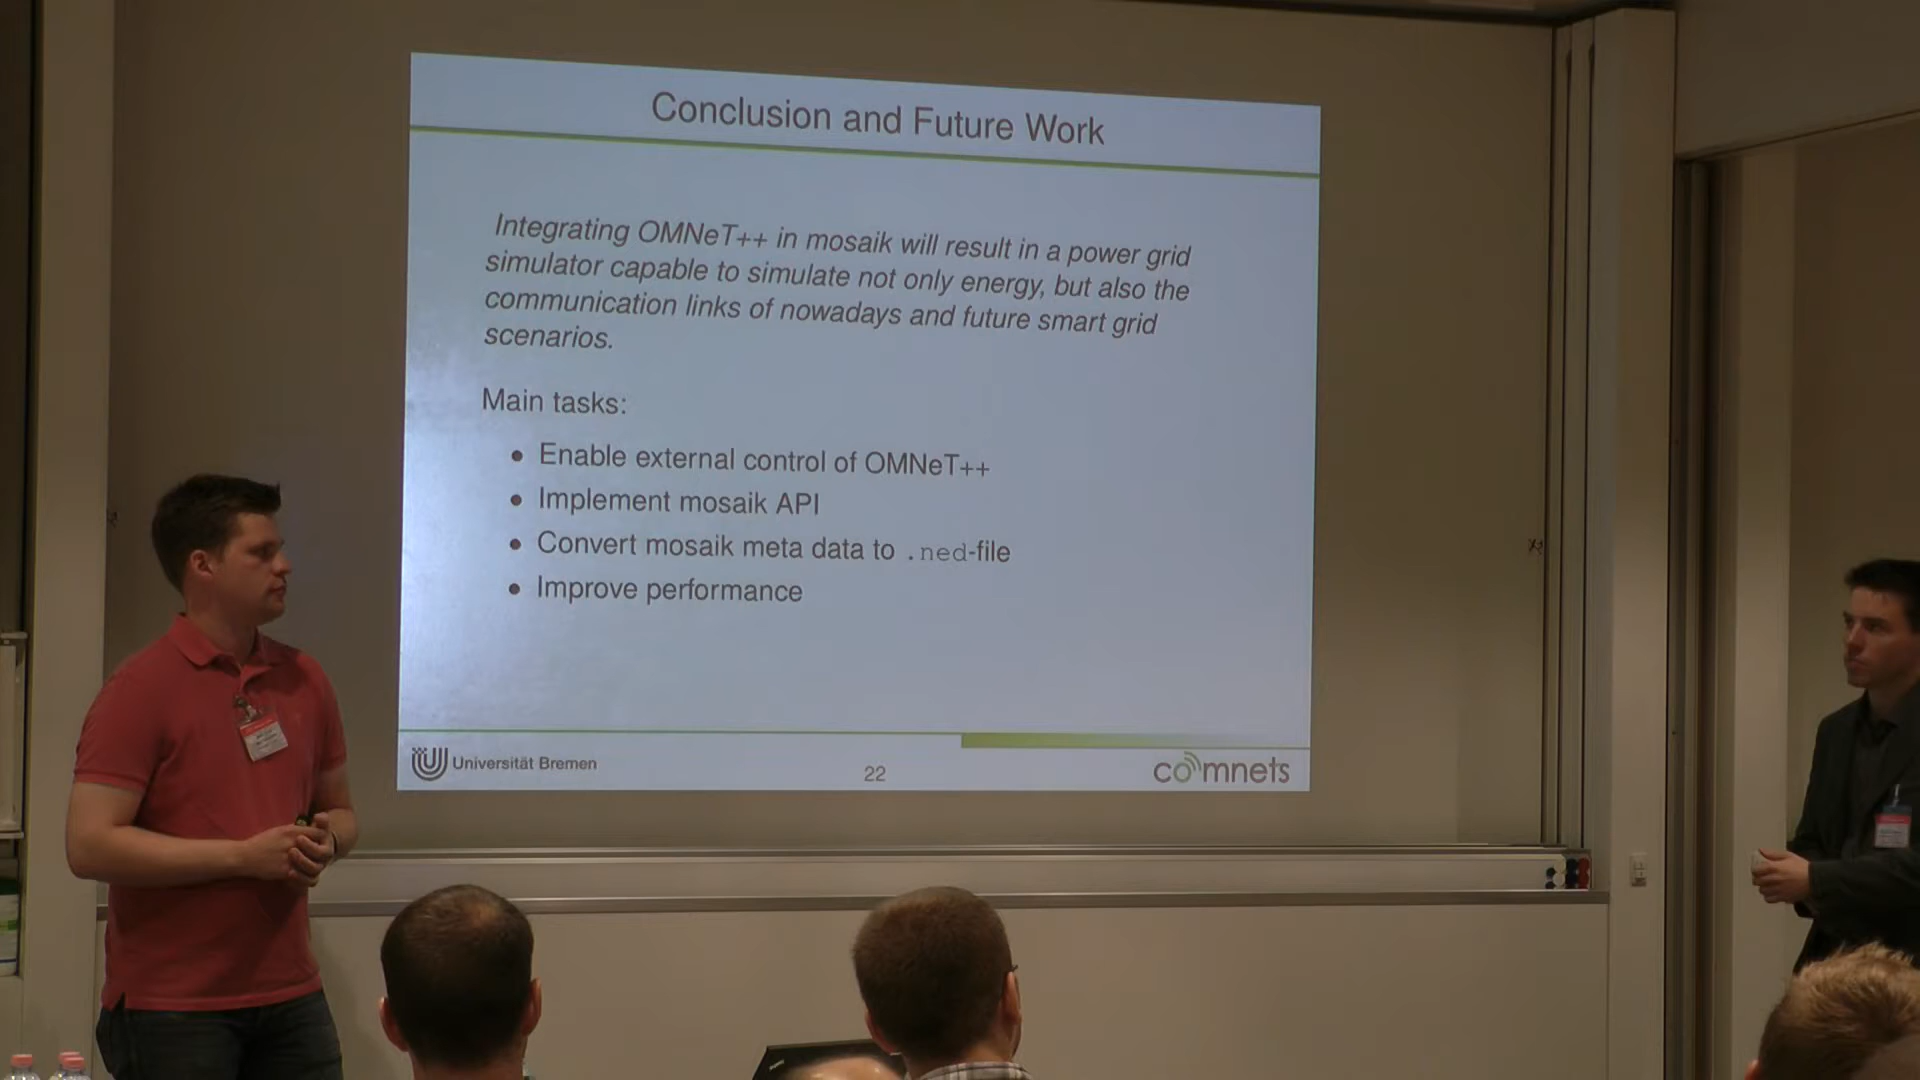 Conclusion and Future Work
Integrating OMNeT++ in mosaik will result in a power grid
simulator capable to simulate not only energy, but also the
communication links of nowadays and future smart grid
scenarios.
Main tasks:
• Enable external control of OMNeT++
• Implement mosaik API
• Convert mosaik meta data to .ned-file
• Improve performance
Universität Bremen
22
comnets